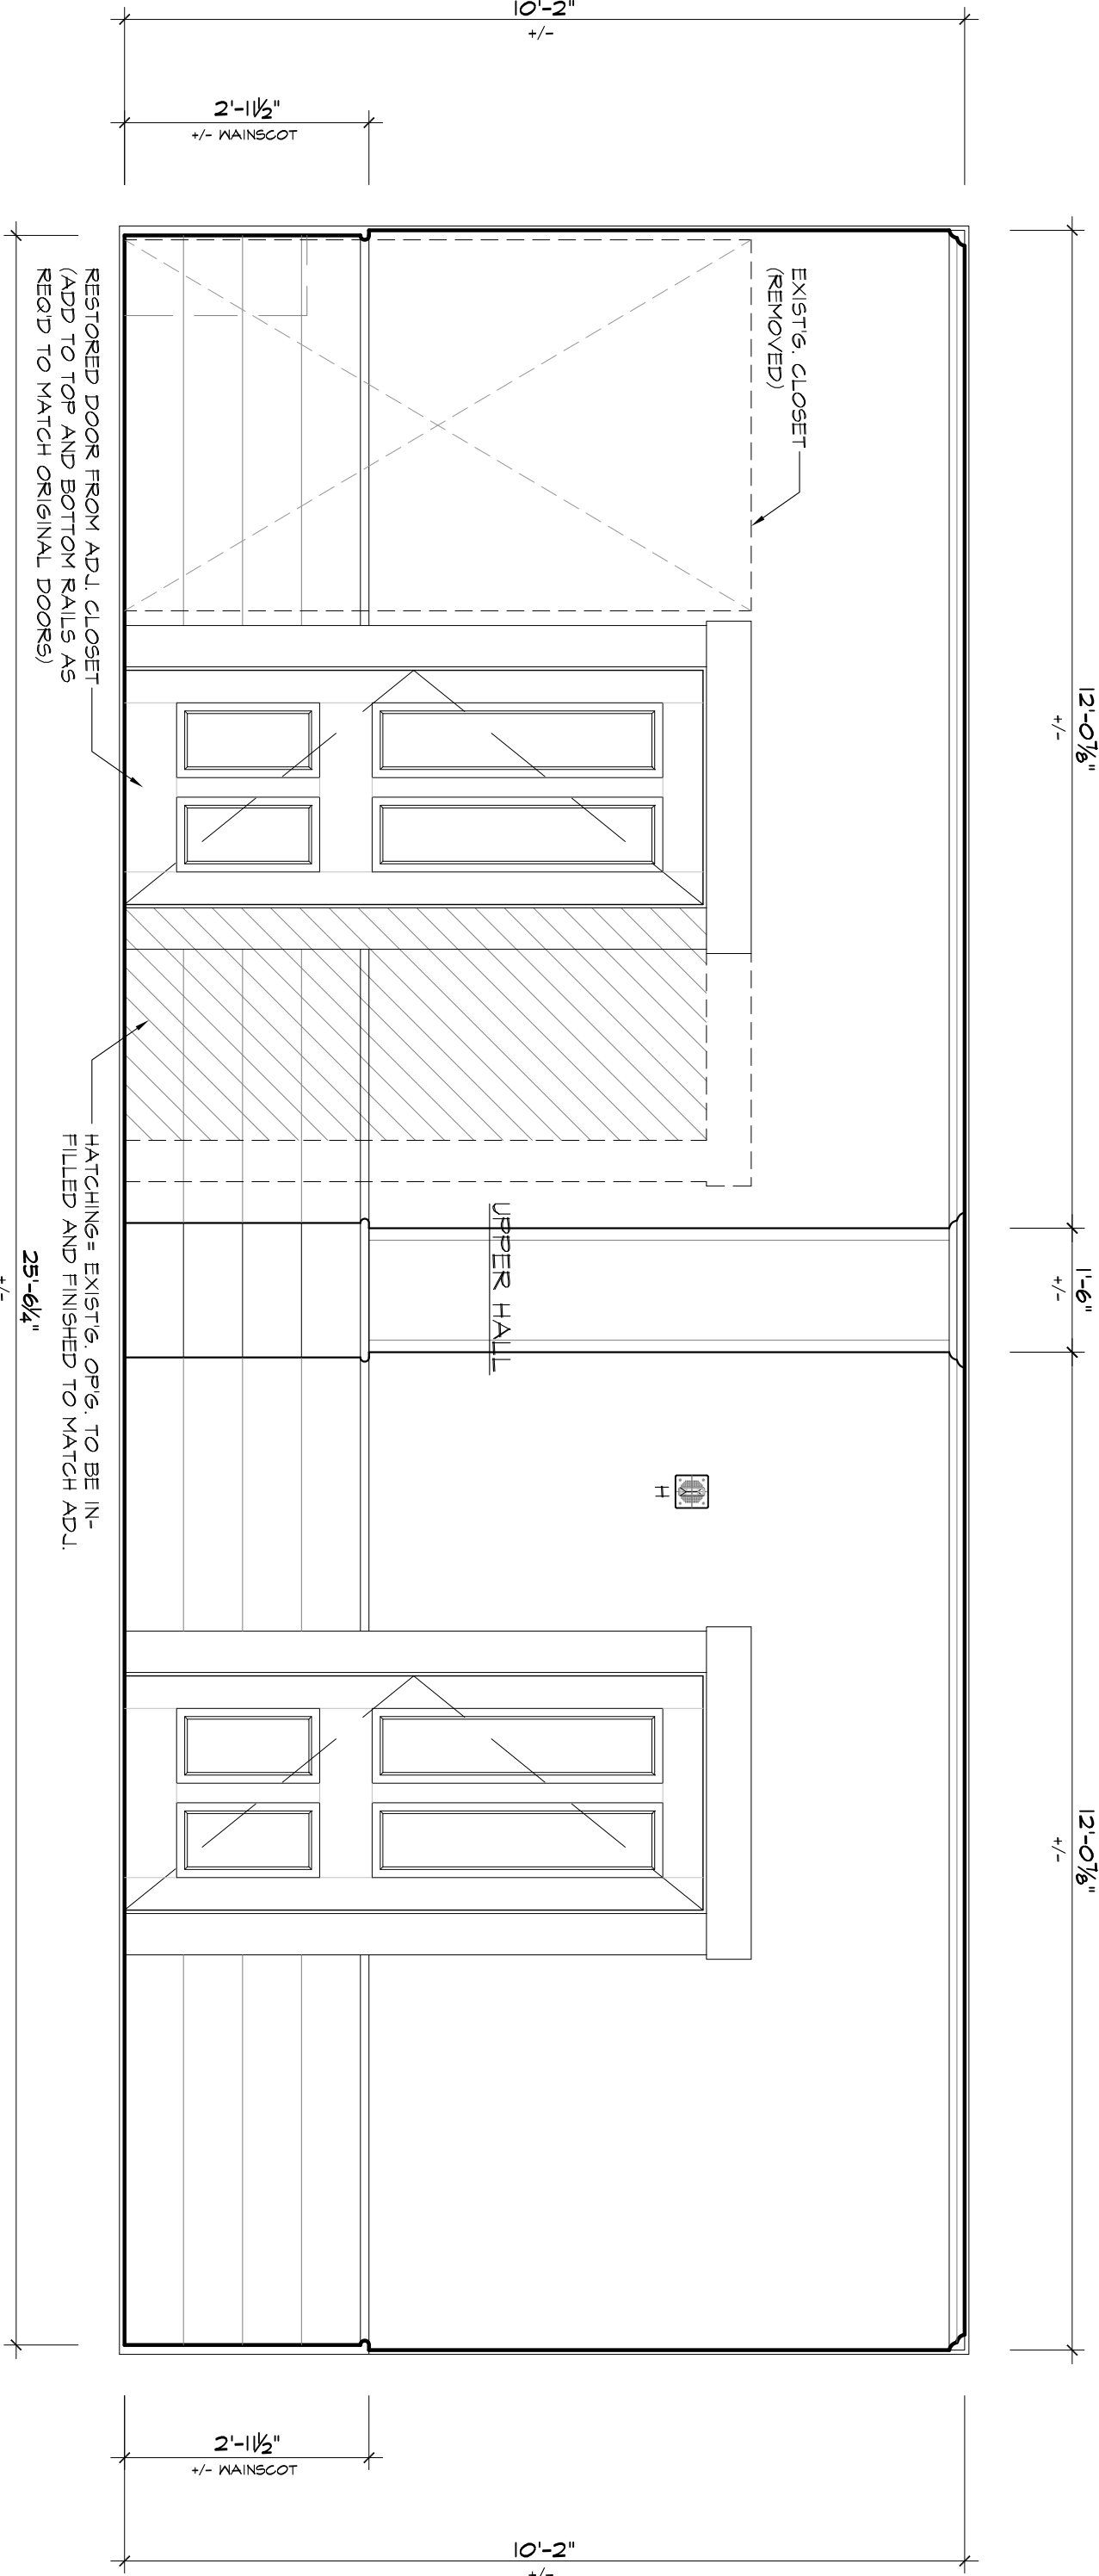 12'-0⅞"
+/-
1'-6"
+/-
12'-0⅞"
+/-
10'-2"
+/-
2'-11½"
+/- WAINSCOT
EXIST'G. CLOSET
(REMOVED)
UPPER HALL
H
2'-11½"
+/- WAINSCOT
10'-2"
+/-
RESTORED DOOR FROM ADJ. CLOSET
(ADD TO TOP AND BOTTOM RAILS AS
REQ'D TO MATCH ORIGINAL DOORS)
HATCHING= EXIST'G. OP'G. TO BE IN-
FILLED AND FINISHED TO MATCH ADJ.
25'-6¼"
+/-